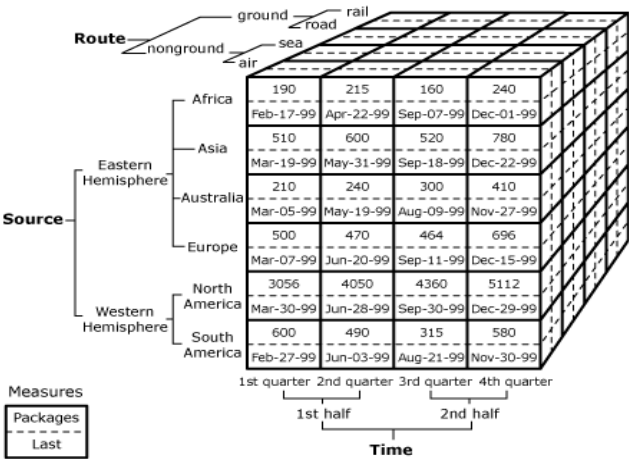 ground
rail
road
Route
nonground
sea
air
190 215 160 240
Africa
Feb-17-99 Apr-22-99 Sep-07-99 Dec-01-99
510 600 520 780
Asia
Mar-19-99 May-31-99 Sep-18-99 Dec-22-99
Eastern
Hemisphere
210 240 300 410
Australia
Mar-05-99 May-19-99 Aug-09-99 Nov-27-99
Source
500 470 464 696
Europe
Mar-07-99 Jun-20-99 Sep-11-99 Dec-15-99
North
America
3056 4050 4360 5112
Mar-30-99 Jun-28-99 Sep-30-99 Dec-29-99
Western
Hemisphere
South
America
600 490 315 580
Feb-27-99 Jun-03-99 Aug-21-99 Nov-30-99
1st quarter 2nd quarter 3rd quarter 4th quarter
Measures
Packages
Last
1st half 2nd half
Time